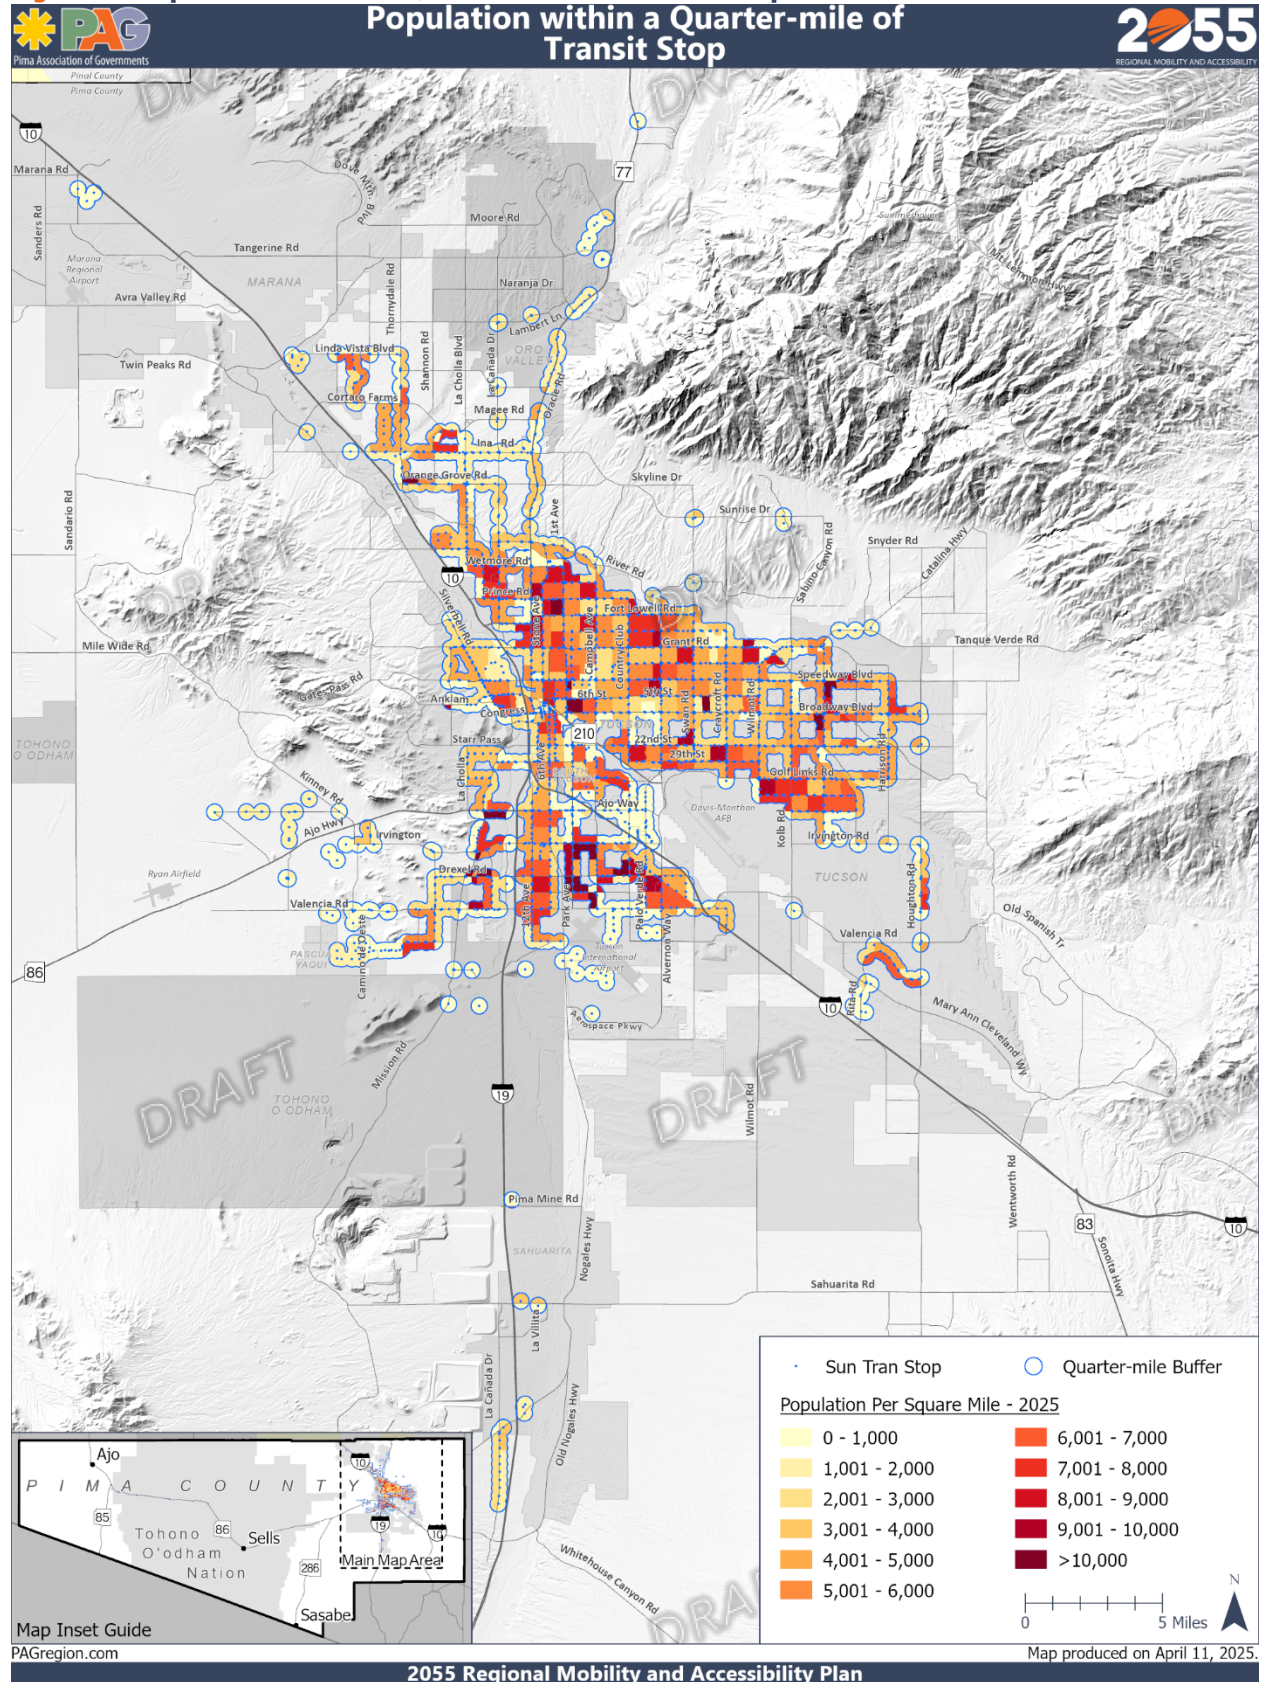 Population within a Quarter-mile of
Transit Stop
PAG
Pima Association of Governments
2055
REGIONAL MOBILITY AND ACCESSIBILITY
Pinal County
Pima County
DRAFT
DRAFT
10
77
Marana Rd
Dove Mtn. Blvd
Sanders Rd
Moore Rd
Summerhaven
Tangerine Rd
Mt Lemmon Hwy
Marana
Regional
Airport
MARANA
Thornydale Rd
Naranja Dr
Avra Valley Rd
Lambert Ln
Linda Vista Blvd
Shannon Rd
La Cholla Blvd
La Cañada Dr
ORO
VALLEY
Twin Peaks Rd
Oracle Rd
Cortaro Farms
Magee Rd
Ina Rd
Orange Grove Rd
Skyline Dr
Sandario Rd
1st Ave
Sunrise Dr
Sabino Canyon Rd
Snyder Rd
Catalina Hwy
Wetmore Rd
River Rd
10
Prince Rd
Silverbell Rd
Stone Ave
Campbell Ave
Country Club
Fort Lowell Rd
Grant Rd
Tanque Verde Rd
Mile Wide Rd
Speedway Blvd
Gates Pass Rd
Anklam
6th St
5th St
Swan Rd
Craycroft Rd
Wilmot Rd
Broadway Blvd
Congress
TUCSON
210
22nd St
Starr Pass
TOHONO
O ODHAM
6th Ave
SOUTH
TUCSON
29th St
Harrison Rd
Golf Links Rd
La Cholla
Kinney Rd
Ajo Way
Davis-Monthan
AFB
Kolb Rd
Ajo Hwy
Irvington
Irvington Rd
Drexel Rd
Ryan Airfield
TUCSON
Houghton Rd
Valencia Rd
12th Ave
Park Ave
Palo Verde Rd
Old Spanish Tr
Valencia Rd
Camino de Oeste
PASCUA
YAQUI
Tucson
International
Airport
Alvernon Way
86
Rita Rd
10
Mary Ann Cleveland Wy
Aerospace Pkwy
DRAFT
DRAFT
Mission Rd
19
TOHONO
O ODHAM
Wilmot Rd
Wentworth Rd
Pima Mine Rd
83
10
SAHUARITA
Nogales Hwy
Sonoita Hwy
Sahuarita Rd
La Villita
La Cañada Dr
Old Nogales Hwy
Whitehouse Canyon Rd
Sun Tran Stop
Quarter-mile Buffer
Population Per Square Mile - 2025
0 - 1,000
1,001 - 2,000
2,001 - 3,000
3,001 - 4,000
4,001 - 5,000
5,001 - 6,000
6,001 - 7,000
7,001 - 8,000
8,001 - 9,000
9,001 - 10,000
>10,000
N
0
5 Miles
Ajo
10
PIMA COUNTY
85
86
Sells
Tohono
O'odham
Nation
19
10
Main Map Area
286
Sasabe
Map Inset Guide
PAGregion.com
Map produced on April 11, 2025.
2055 Regional Mobility and Accessibility Plan